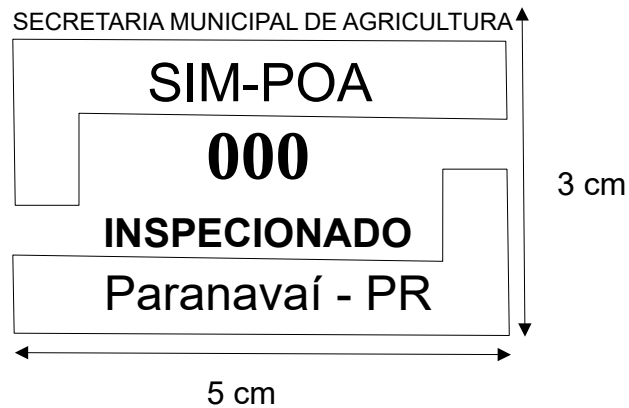 SECRETARIA MUNICIPAL DE AGRICULTURA
SIM-POA
000
3 cm
INSPECIONADO
Paranavaí - PR
5 cm